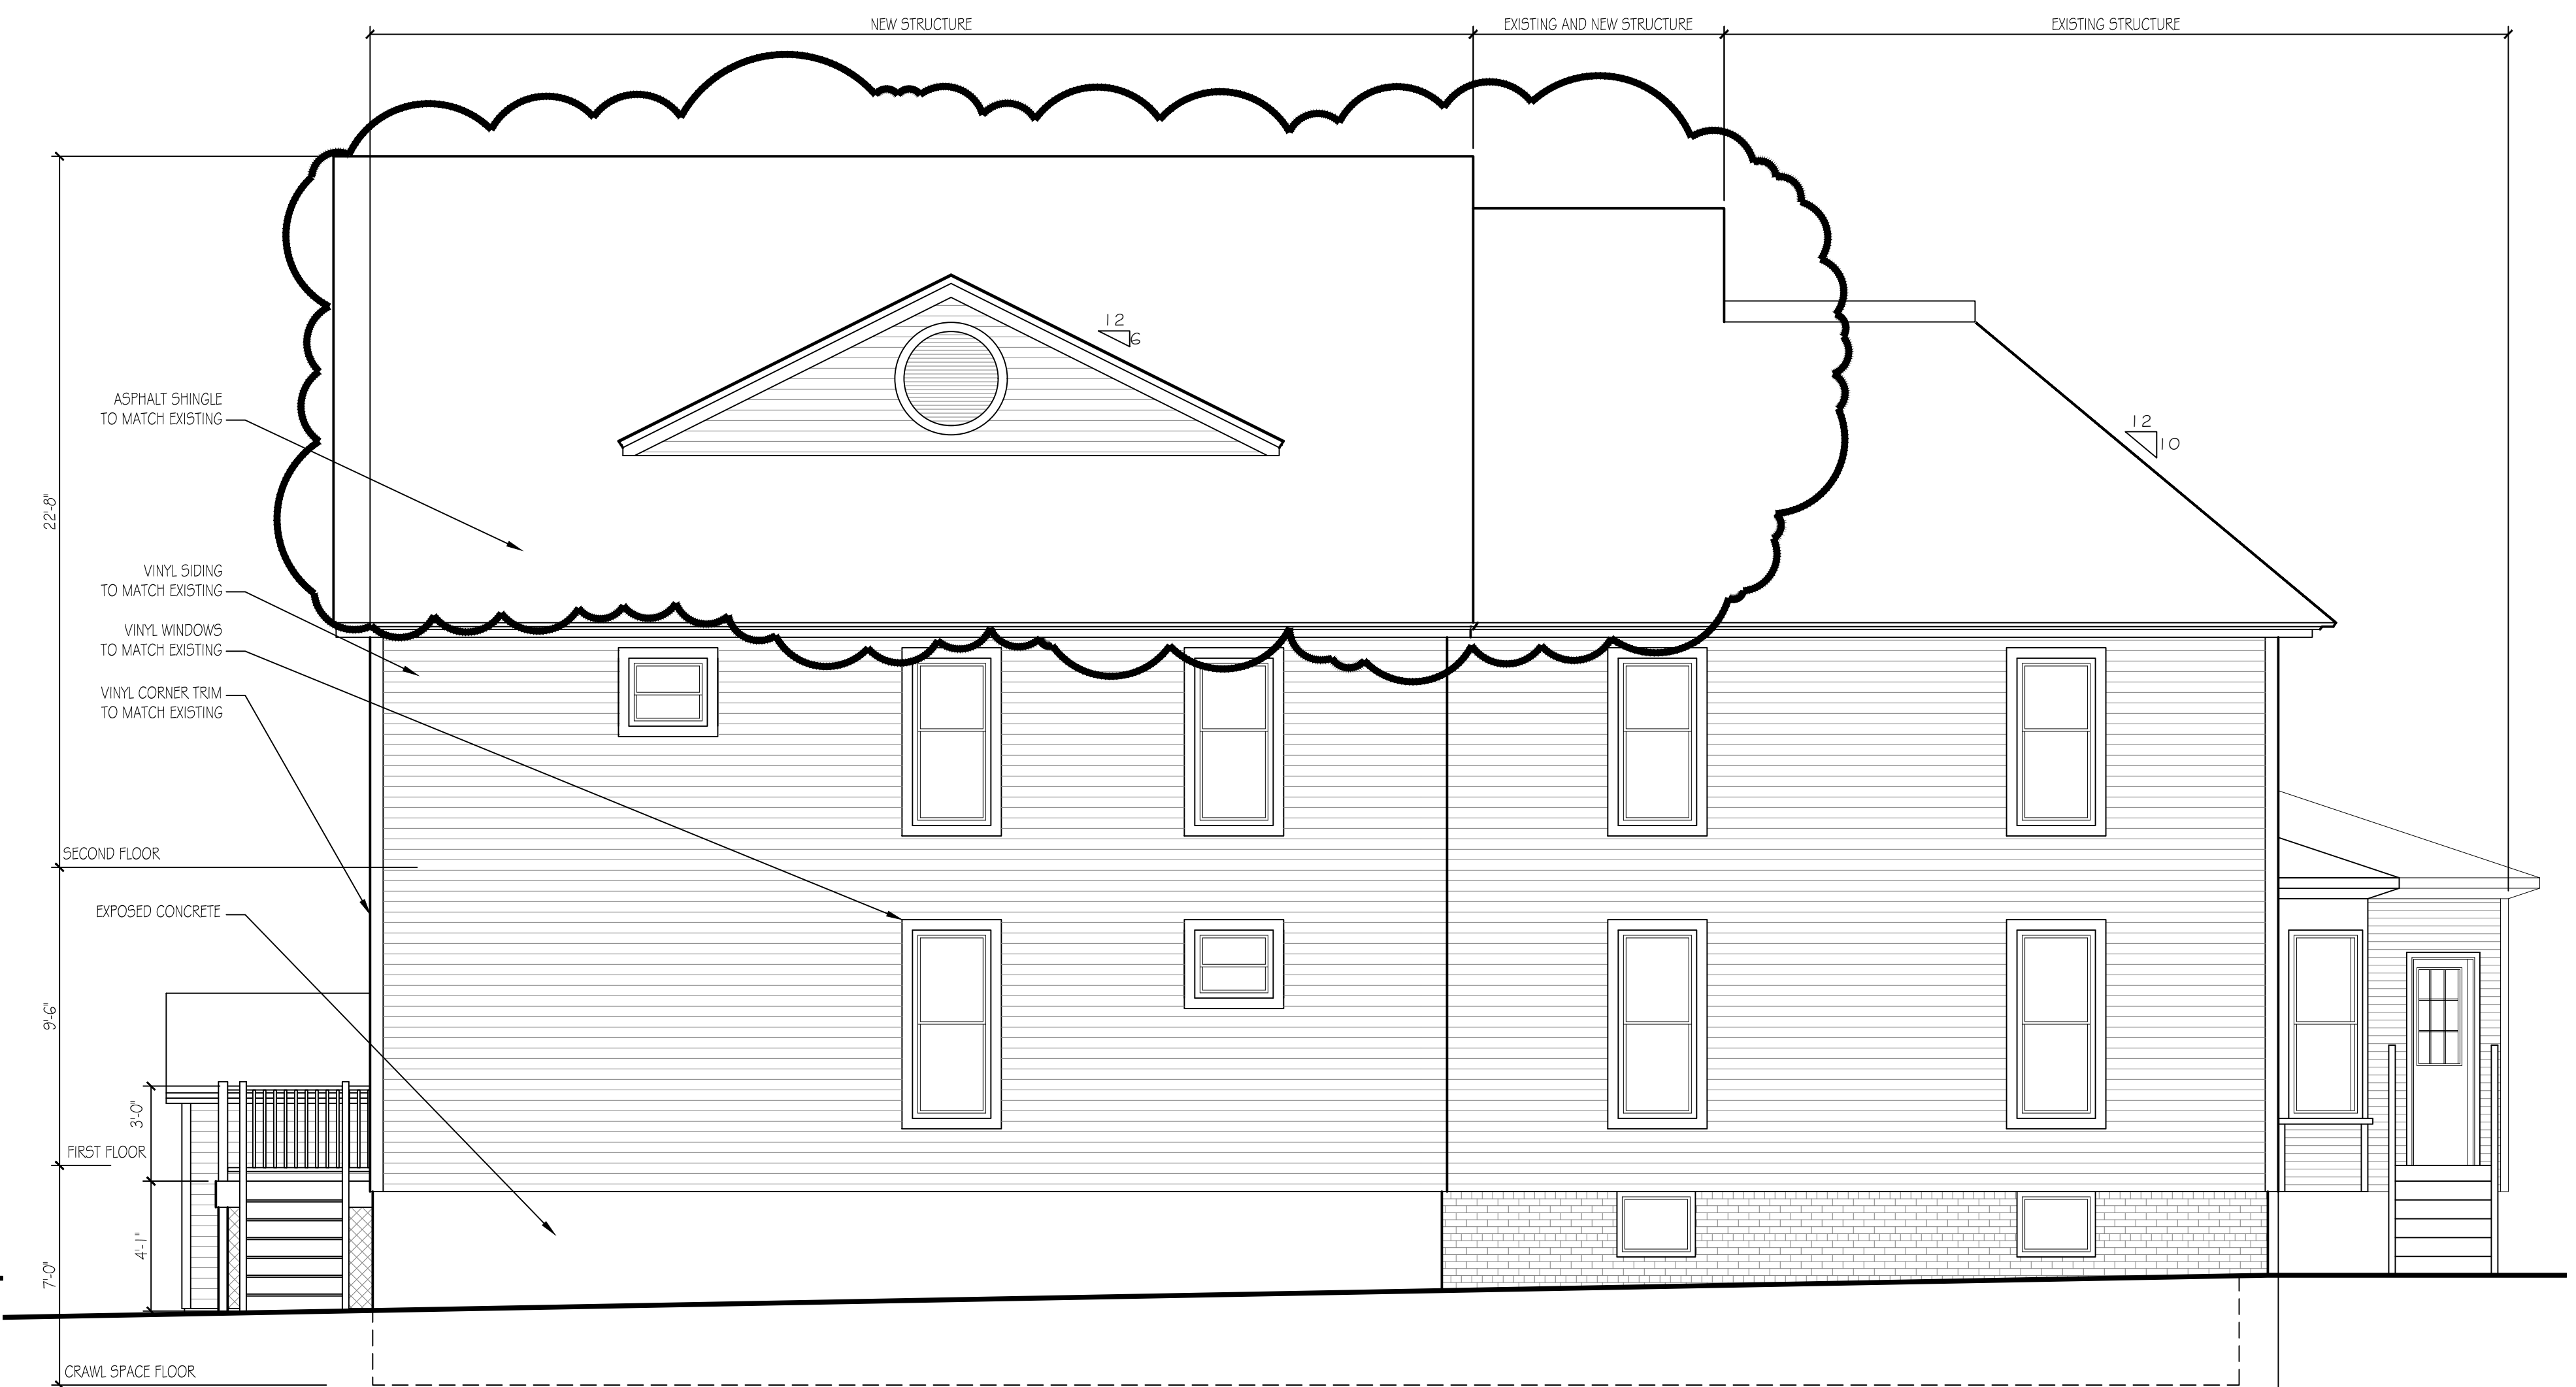 NEW STRUCTURE
EXISTING AND NEW STRUCTURE
EXISTING STRUCTURE
12
6
ASPHALT SHINGLE
TO MATCH EXISTING
12
10
22'-8"
VINYL SIDING
TO MATCH EXISTING
VINYL WINDOWS
TO MATCH EXISTING
VINYL CORNER TRIM
TO MATCH EXISTING
SECOND FLOOR
EXPOSED CONCRETE
9'-6"
3'-0"
FIRST FLOOR
4'-1"
7'-0"
CRAWL SPACE FLOOR